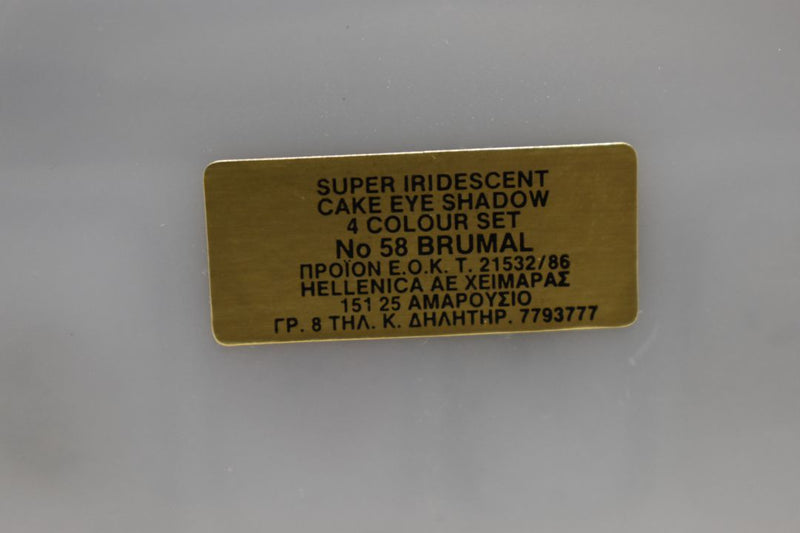 SUPER IRIDESCENT
CAKE EYE SHADOW
4 COLOUR SET
No 58 BRUMAL
ΠΡΟΪΟΝ Ε.Ο.Κ. Τ. 21532/86
HELLENICA ΑΕ ΧΕΙΜΑΡΑΣ
151 25 ΑΜΑΡΟΥΣΙΟ
ΓΡ. 8 ΤΗΛ. Κ. ΔΗΛΗΤΗΡ. 7793777